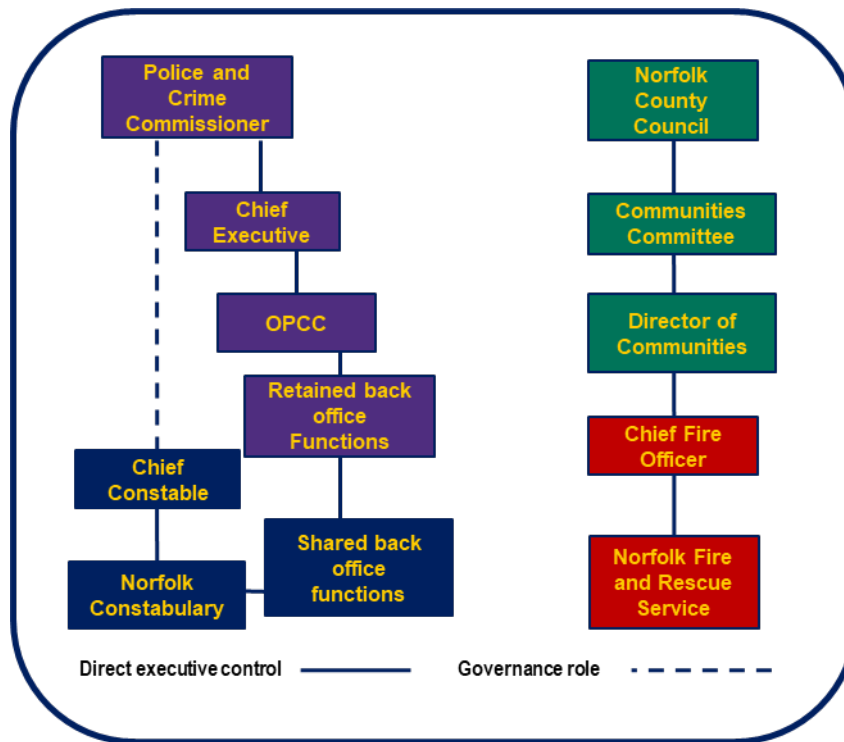 Police and
Crime
Commissioner
Chief
Executive
OPCC
Retained back
office
Functions
Chief
Constable
Norfolk
Constabulary
Shared back
office
functions
Norfolk
County
Council
Communities
Committee
Director of
Communities
Chief Fire
Officer
Norfolk Fire
and Rescue
Service
Direct executive control
Governance role